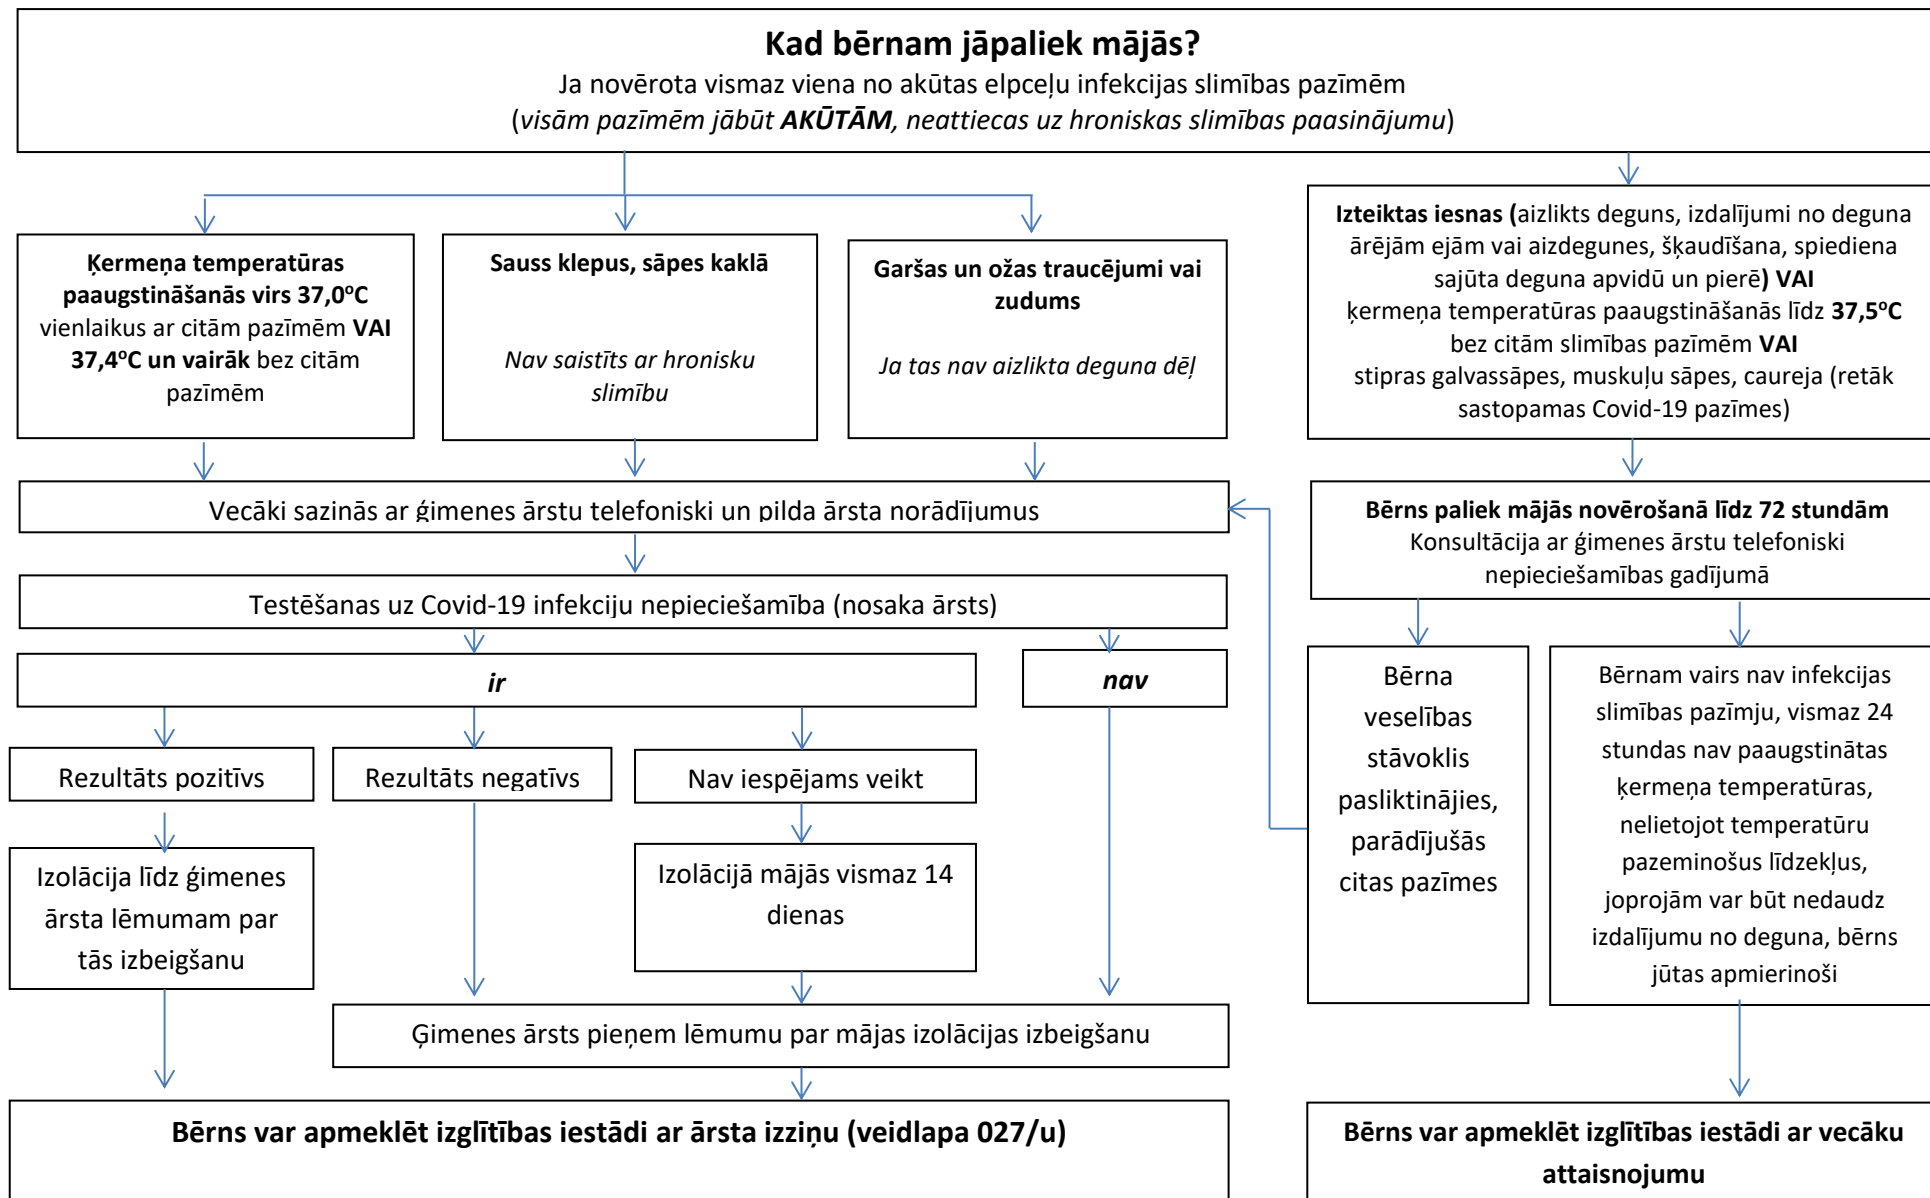 Kad bērnam jāpaliek mājās?
Ja novērota vismaz viena no akūtas elpceļu infekcijas slimības pazīmēm
(visām pazīmēm jābūt AKŪTĀM, neattiecas uz hroniskas slimības paasinājumu)
Ķermeņa temperatūras
paaugstināšanās virs 37,0°C
vienlaikus ar citām pazīmēm VAI
37,4°C un vairāk bez citām
pazīmēm
Sauss klepus, sāpes kaklā
Nav saistīts ar hronisku
slimību
Garšas un ožas traucējumi vai
zudums
Ja tas nav aizlikta deguna dēļ
Izteiktas iesnas (aizlikts deguns, izdalījumi no deguna
ārējām ejām vai aizdegunes, šķaudīšana, spiediena
sajūta deguna apvidū un pierē) VAI
ķermeņa temperatūras paaugstināšanās līdz 37,5°C
bez citām slimības pazīmēm VAI
stipras galvassāpes, muskuļu sāpes, caureja (retāk
sastopamas Covid-19 pazīmes)
Vecāki sazinās ar ģimenes ārstu telefoniski un pilda ārsta norādījumus
Bērns paliek mājās novērošanā līdz 72 stundām
Konsultācija ar ģimenes ārstu telefoniski
nepieciešamības gadījumā
Testēšanas uz Covid-19 infekciju nepieciešamība (nosaka ārsts)
ir
nav
Rezultāts pozitīvs
Rezultāts negatīvs
Nav iespējams veikt
Izolācija līdz ģimenes
ārsta lēmumam par
tās izbeigšanu
Izolācijā mājās vismaz 14
dienas
Bērna
veselības
stāvoklis
pasliktinājies,
parādījušās
citas pazīmes
Bērnam vairs nav infekcijas
slimības pazīmju, vismaz 24
stundas nav paaugstinātas
ķermeņa temperatūras,
nelietojot temperatūru
pazeminošus līdzekļus,
joprojām var būt nedaudz
izdalījumu no deguna, bērns
jūtas apmierinoši
Ģimenes ārsts pieņem lēmumu par mājas izolācijas izbeigšanu
Bērns var apmeklēt izglītības iestādi ar ārsta izziņu (veidlapa 027/u)
Bērns var apmeklēt izglītības iestādi ar vecāku
attaisnojumu